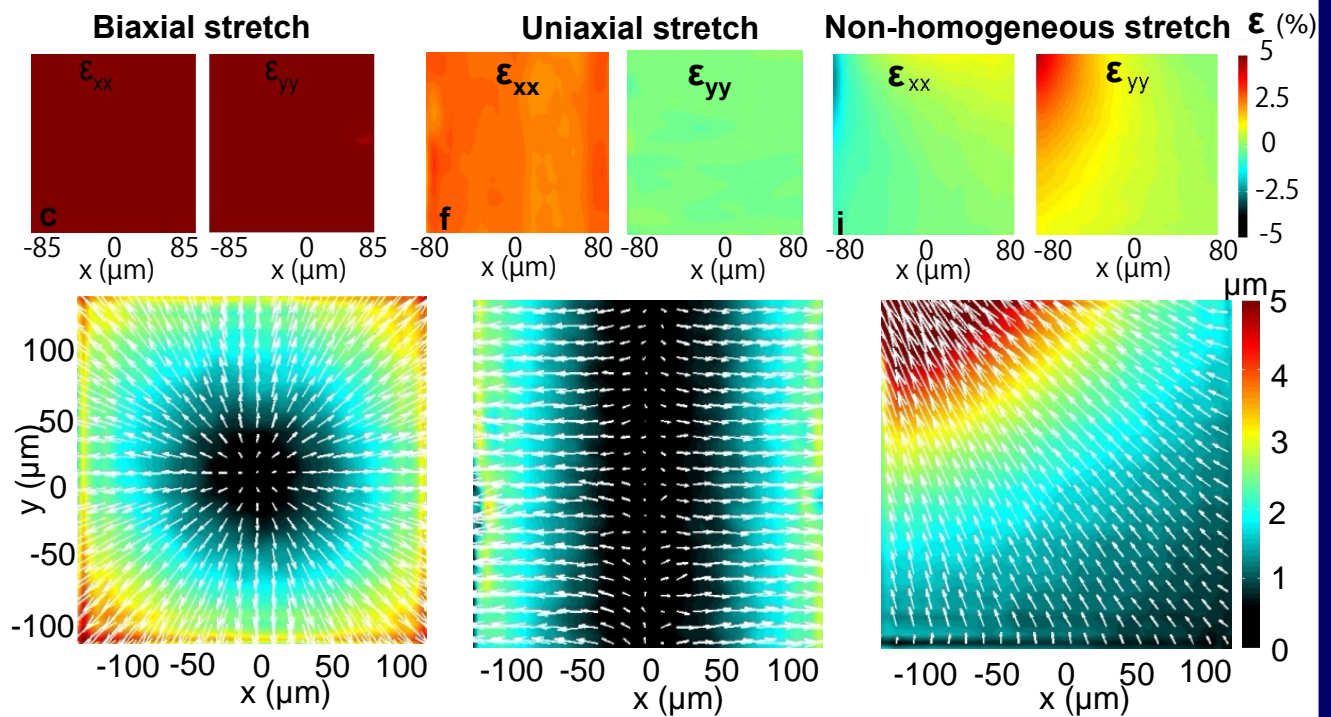 Biaxial stretch
Uniaxial stretch
Non-homogeneous stretch
ε (%)
εxx
εyy
εxx
εyy
εxx
εyy
5
2.5
0
-2.5
-5
c
f
i
-85 0 85
-85 0 85
-80 0 80
-80 0 80
-80 0 80
-80 0 80
x (μm)
x (μm)
x (μm)
x (μm)
x (μm)
x (μm)
μm
5
4
3
2
1
0
100
50
0
-50
-100
y (μm)
-100 -50 0 50 100
-100 -50 0 50 100
-100 -50 0 50 100
x (μm)
x (μm)
x (μm)